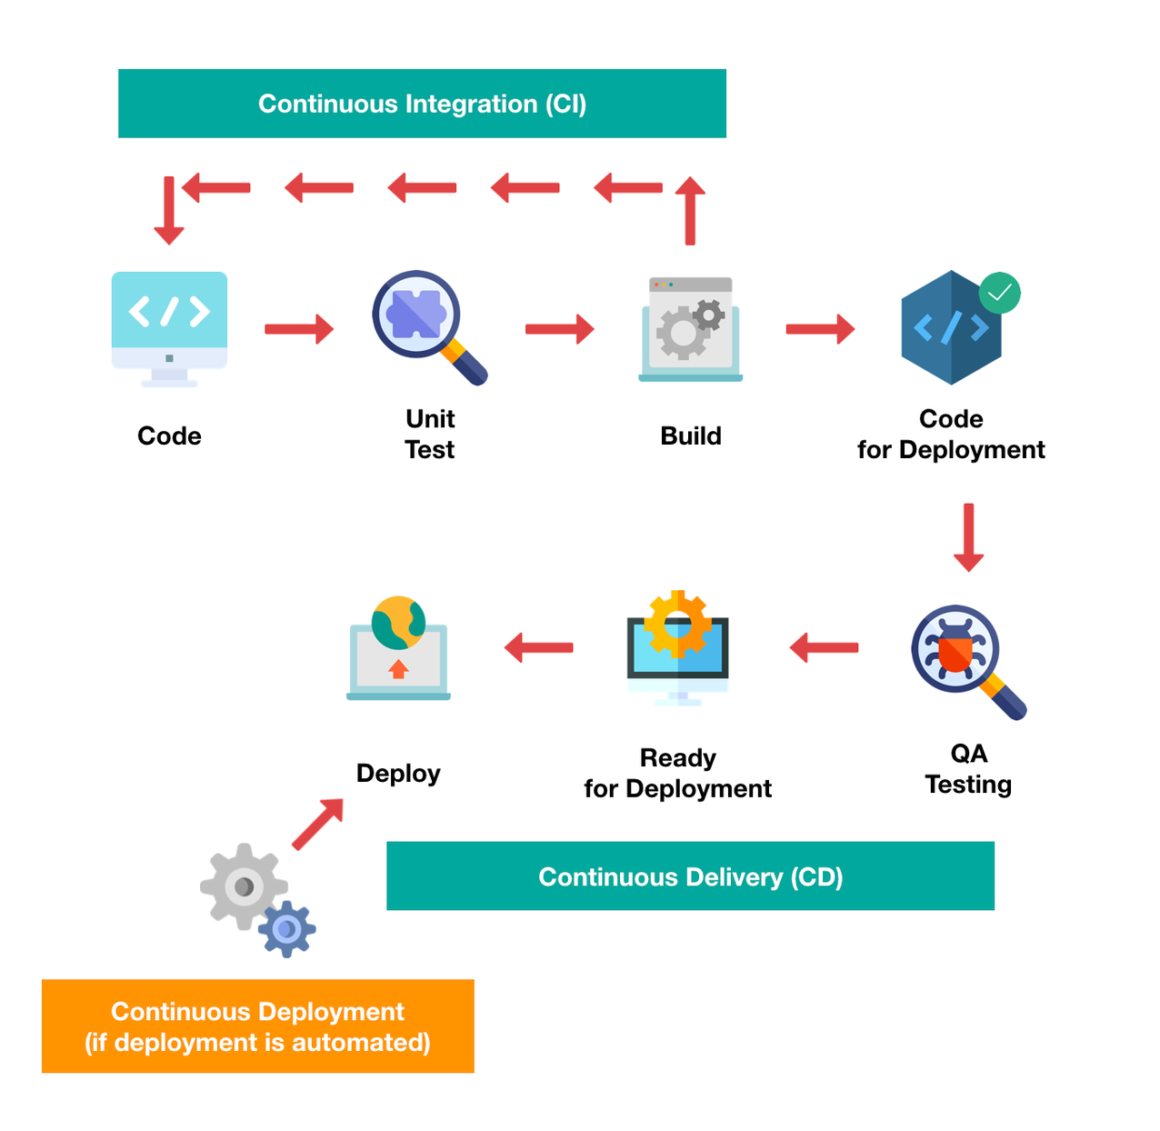 Continuous Integration (CI)
Code
Unit
Test
Build
Code
for Deployment
Deploy
Ready
for Deployment
QA
Testing
Continuous Delivery (CD)
Continuous Deployment
(if deployment is automated)